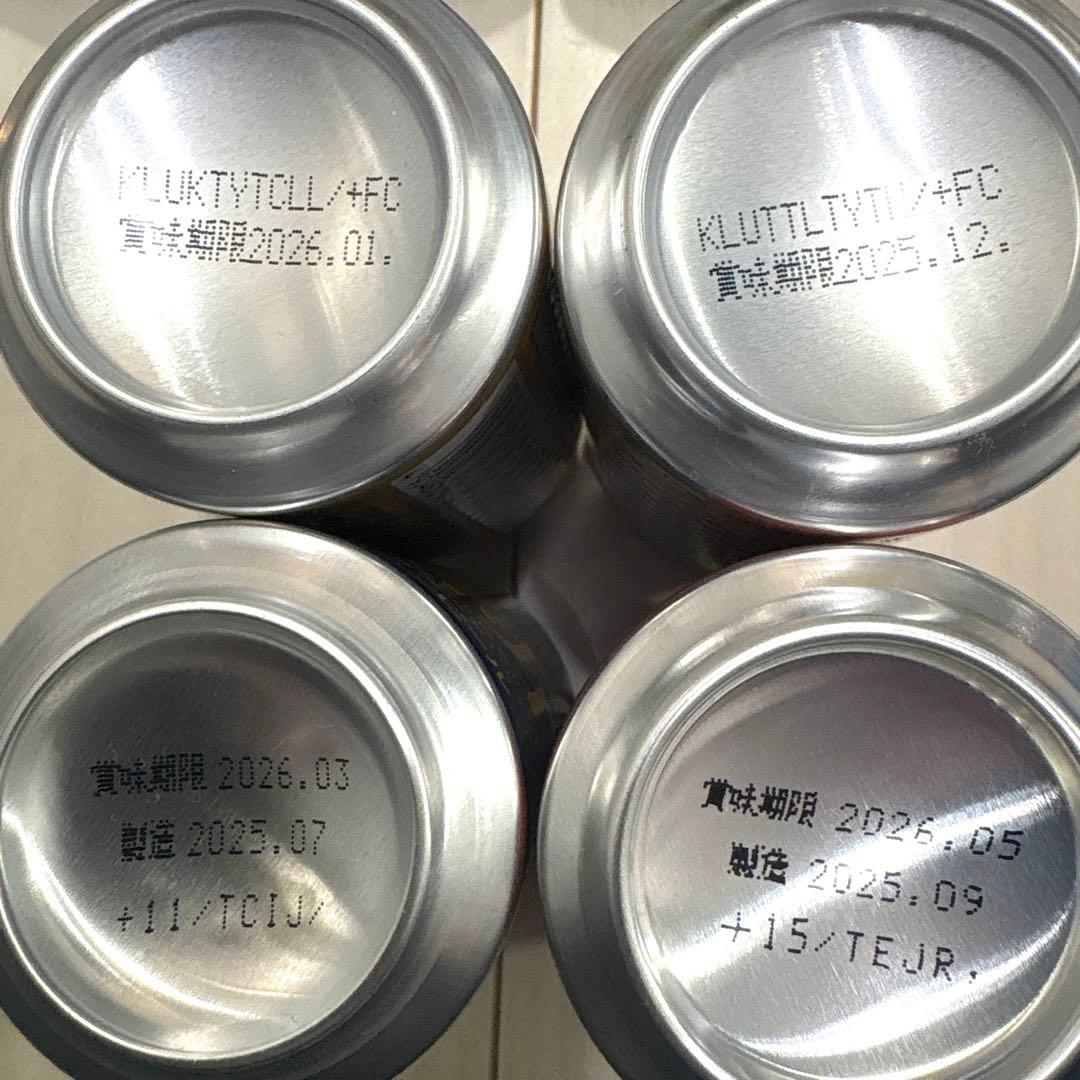 KLUKTYTCLL/+FC
賞味期限2026.01.
KLUTTLTYTU/+FC
賞味期限2025.12.
賞味期限 2026.03
製造 2025.07
+11/TCIJ/
賞味期限 2026.05
製造 2025.09
+15/TEJR.